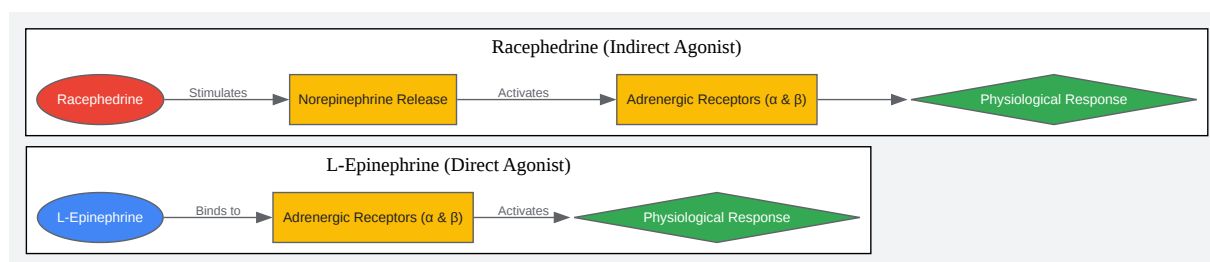 Racephedrine (Indirect Agonist)
Racephedrine
Stimulates
Norepinephrine Release
Activates
Adrenergic Receptors (α & β)
Physiological Response
L-Epinephrine (Direct Agonist)
L-Epinephrine
Binds to
Adrenergic Receptors (α & β)
Activates
Physiological Response